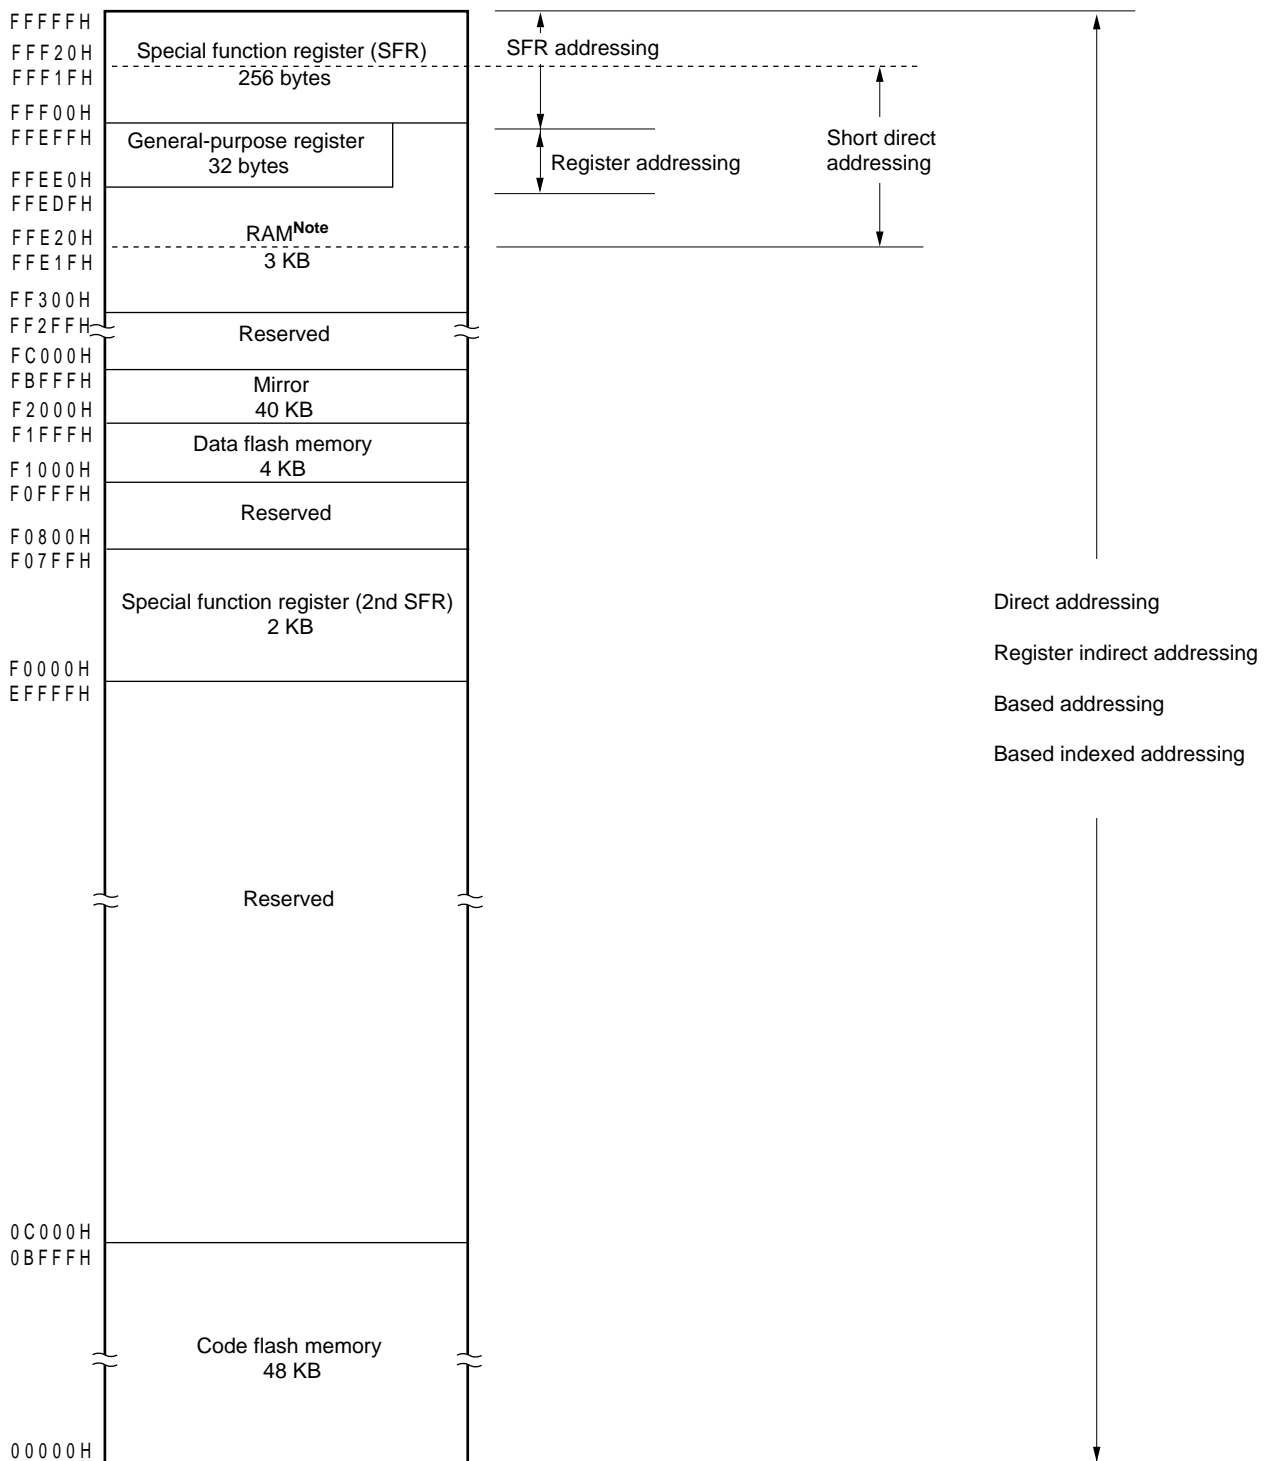 FFFFFH
FFF20H
Special function register (SFR)
SFR addressing
FFF1FH
256 bytes
FFF00H
FFEFFH
General-purpose register
32 bytes
Register addressing
Short direct
addressing
FFEE0H
FFEDFH
FFE20H
RAMNote
FFE1FH
3 KB
FF300H
FF2FFH
Reserved
FC000H
FBFFFH
Mirror
F2000H
40 KB
F1FFFH
Data flash memory
F1000H
4 KB
F0FFFH
Reserved
F0800H
F07FFH
Special function register (2nd SFR)
2 KB
Direct addressing
Register indirect addressing
F0000H
EFFFFH
Based addressing
Based indexed addressing
Reserved
0C000H
0BFFFH
Code flash memory
48 KB
00000H